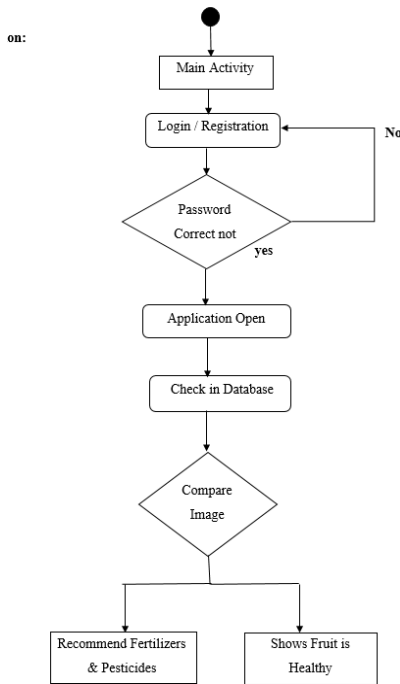 on:
Main Activity
Login / Registration
No
Password
Correct not
yes
Application Open
Check in Database
Compare
Image
Recommend Fertilizers
& Pesticides
Shows Fruit is
Healthy